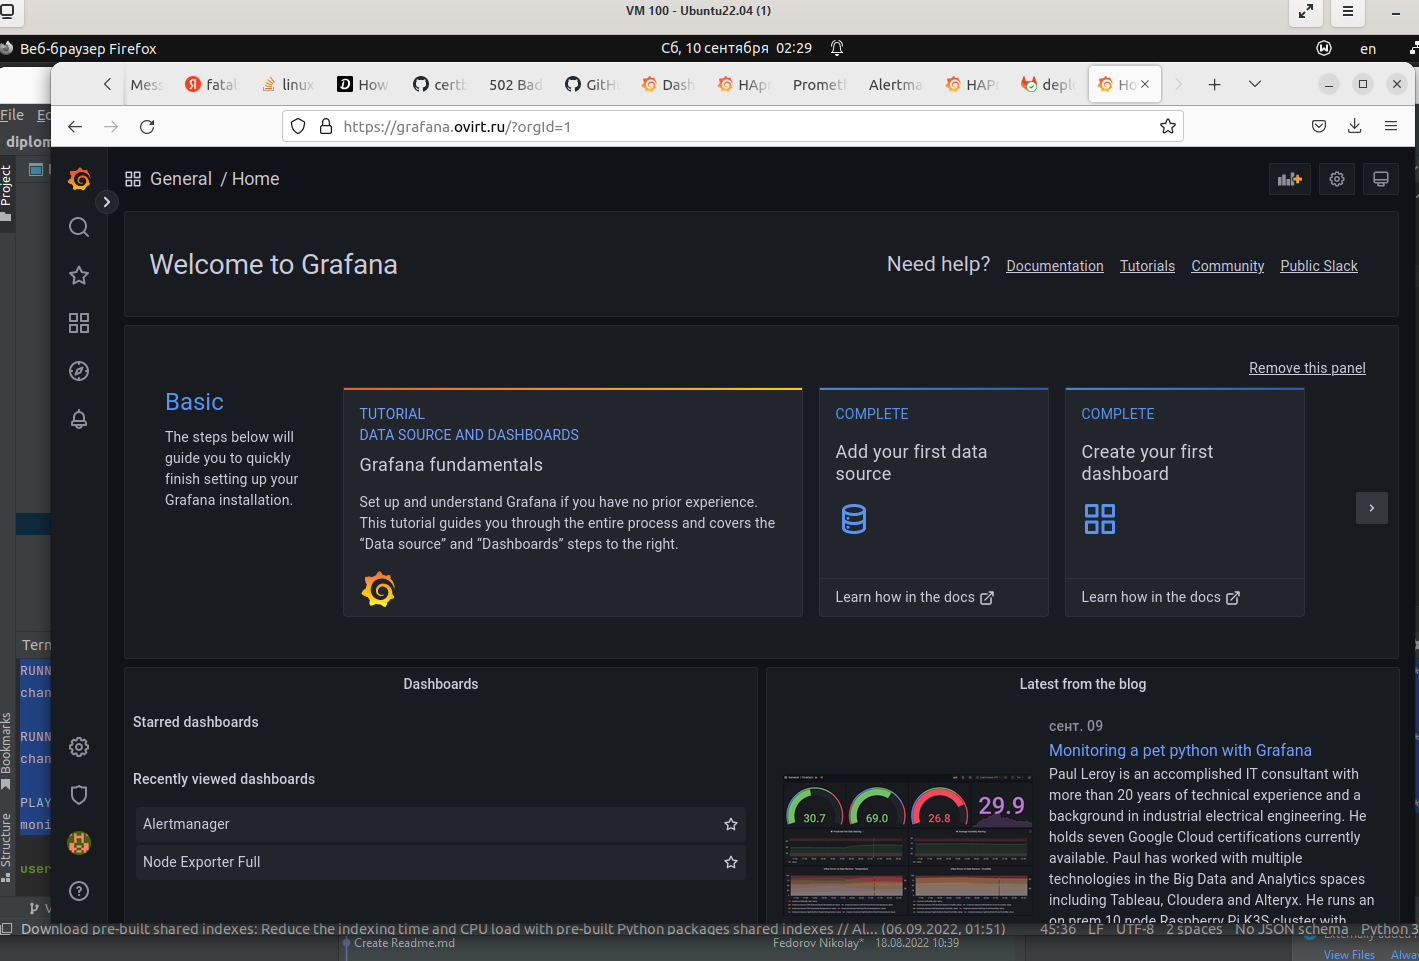 VM 100 - Ubuntu22.04 (1)
Веб-браузер Firefox
Сб, 10 сентября 02:29
en
Mess
fatal
linux
How
certb
502 Bad
GitHu
Dash
HApr
Prometh
Alertma
HAPr
deplo
Ho
File
Ec
https://grafana.ovirt.ru/?orgId=1
diplom
Project
General / Home
Welcome to Grafana
Need help?
Documentation
Tutorials
Community
Public Slack
Remove this panel
Basic
The steps below will
guide you to quickly
finish setting up your
Grafana installation.
TUTORIAL
DATA SOURCE AND DASHBOARDS
Grafana fundamentals
Set up and understand Grafana if you have no prior experience.
This tutorial guides you through the entire process and covers the
“Data source” and “Dashboards” steps to the right.
COMPLETE
Add your first data
source
Learn how in the docs
COMPLETE
Create your first
dashboard
Learn how in the docs
Term
RUNN
chan
RUNN
chan
PLAY
moni
user
Bookmarks
Structure
Dashboards
Starred dashboards
Recently viewed dashboards
Alertmanager
Node Exporter Full
Latest from the blog
30.7
69.0
26.8
29.9
сент. 09
Monitoring a pet python with Grafana
Paul Leroy is an accomplished IT consultant with
more than 20 years of technical experience and a
background in industrial electrical engineering. He
holds seven Google Cloud certifications currently
available. Paul has worked with multiple
technologies in the Big Data and Analytics spaces
including Tableau, Cloudera and Alteryx. He runs an
on prem 10 node Raspberry Pi K3S cluster with
Download pre-built shared indexes: Reduce the indexing time and CPU load with pre-built Python packages shared indexes // Al... (06.09.2022, 01:51)
45:36
LF
UTF-8
2 spaces
No JSON schema
Python 3
Create Readme.md
Fedorov Nikolay*
18.08.2022 10:39
Externally added
View Files
Alwa